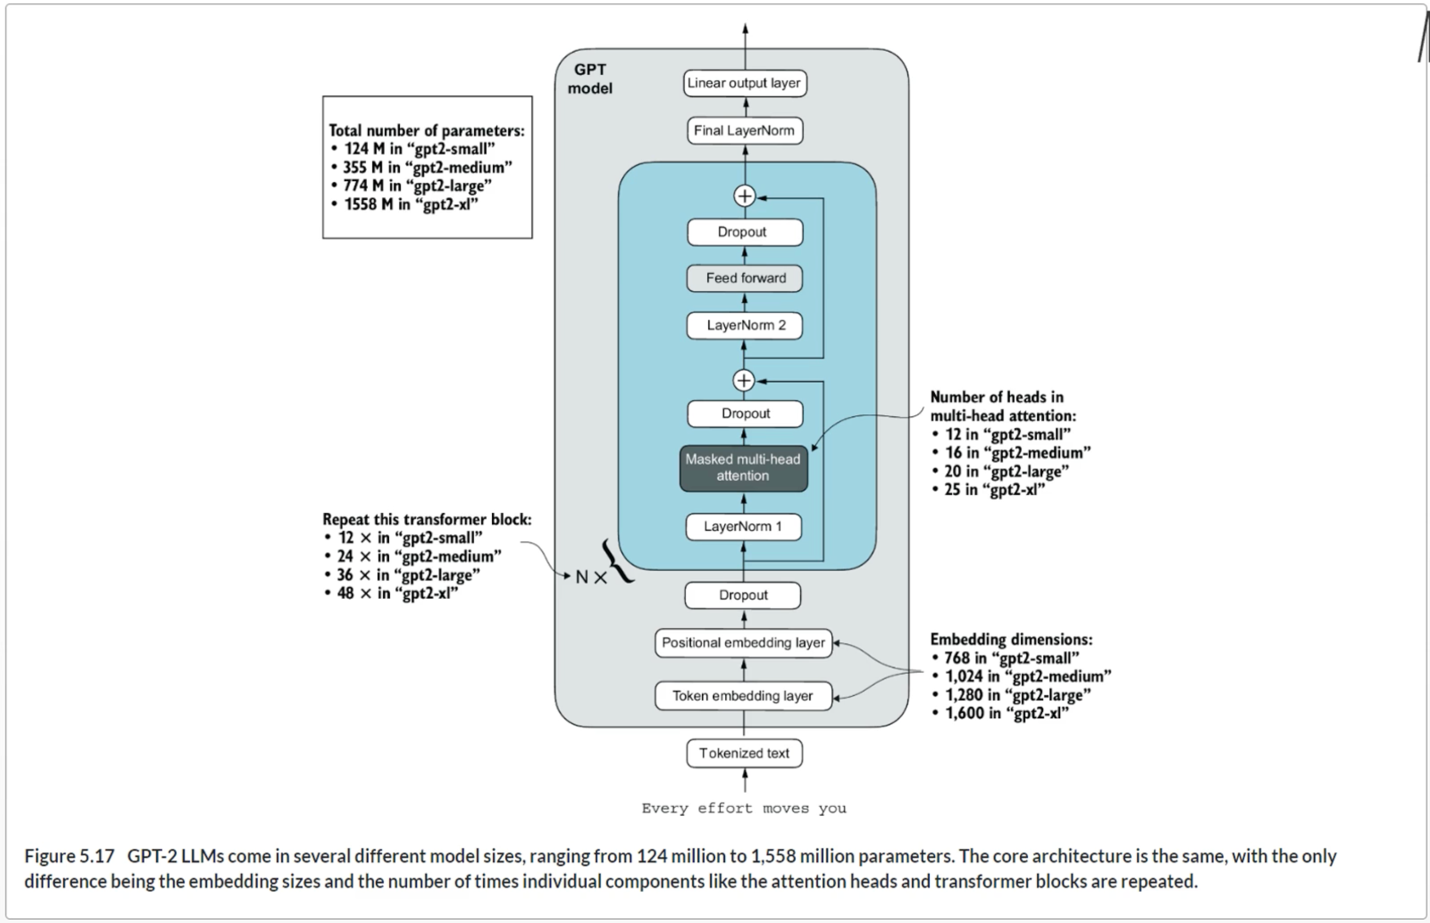 GPT
model
Linear output layer
Final LayerNorm
Total number of parameters:
• 124 M in “gpt2-small”
• 355 M in “gpt2-medium”
• 774 M in “gpt2-large”
• 1558 M in “gpt2-xl”
+
Dropout
Feed forward
LayerNorm 2
+
Dropout
Masked multi-head
attention
LayerNorm 1
Number of heads in
multi-head attention:
• 12 in “gpt2-small”
• 16 in “gpt2-medium”
• 20 in “gpt2-large”
• 25 in “gpt2-xl”
Repeat this transformer block:
• 12 × in “gpt2-small”
• 24 × in “gpt2-medium”
• 36 × in “gpt2-large”
• 48 × in “gpt2-xl”
N × {
Dropout
Positional embedding layer
Token embedding layer
Embedding dimensions:
• 768 in “gpt2-small”
• 1,024 in “gpt2-medium”
• 1,280 in “gpt2-large”
• 1,600 in “gpt2-xl”
Tokenized text
Every effort moves you
Figure 5.17 GPT-2 LLMs come in several different model sizes, ranging from 124 million to 1,558 million parameters. The core architecture is the same, with the only
difference being the embedding sizes and the number of times individual components like the attention heads and transformer blocks are repeated.